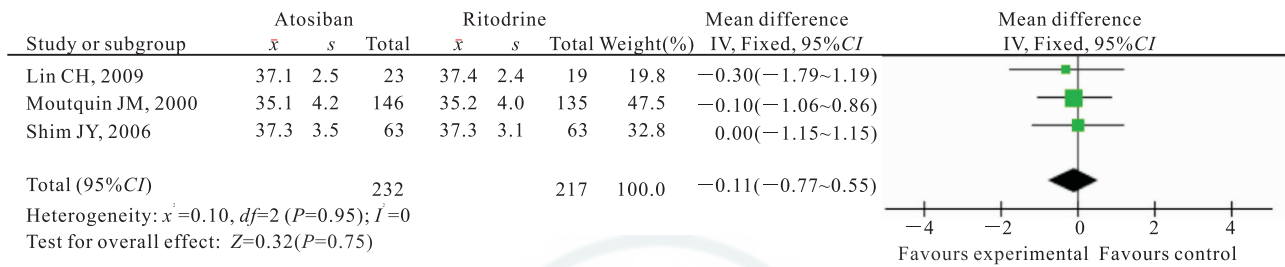 Atosiban Ritodrine Mean difference Mean difference
Study or subgroup x̄ s Total x̄ s Total Weight(%) IV, Fixed, 95%CI IV, Fixed, 95%CI
Lin CH, 2009 37.1 2.5 23 37.4 2.4 19 19.8 −0.30(−1.79~1.19)
Moutquin JM, 2000 35.1 4.2 146 35.2 4.0 135 47.5 −0.10(−1.06~0.86)
Shim JY, 2006 37.3 3.5 63 37.3 3.1 63 32.8 0.00(−1.15~1.15)
Total (95%CI) 232 217 100.0 −0.11(−0.77~0.55)
Heterogeneity: x²=0.10, df=2 (P=0.95); I²=0
Test for overall effect: Z=0.32(P=0.75)
−4 −2 0 2 4
Favours experimental Favours control